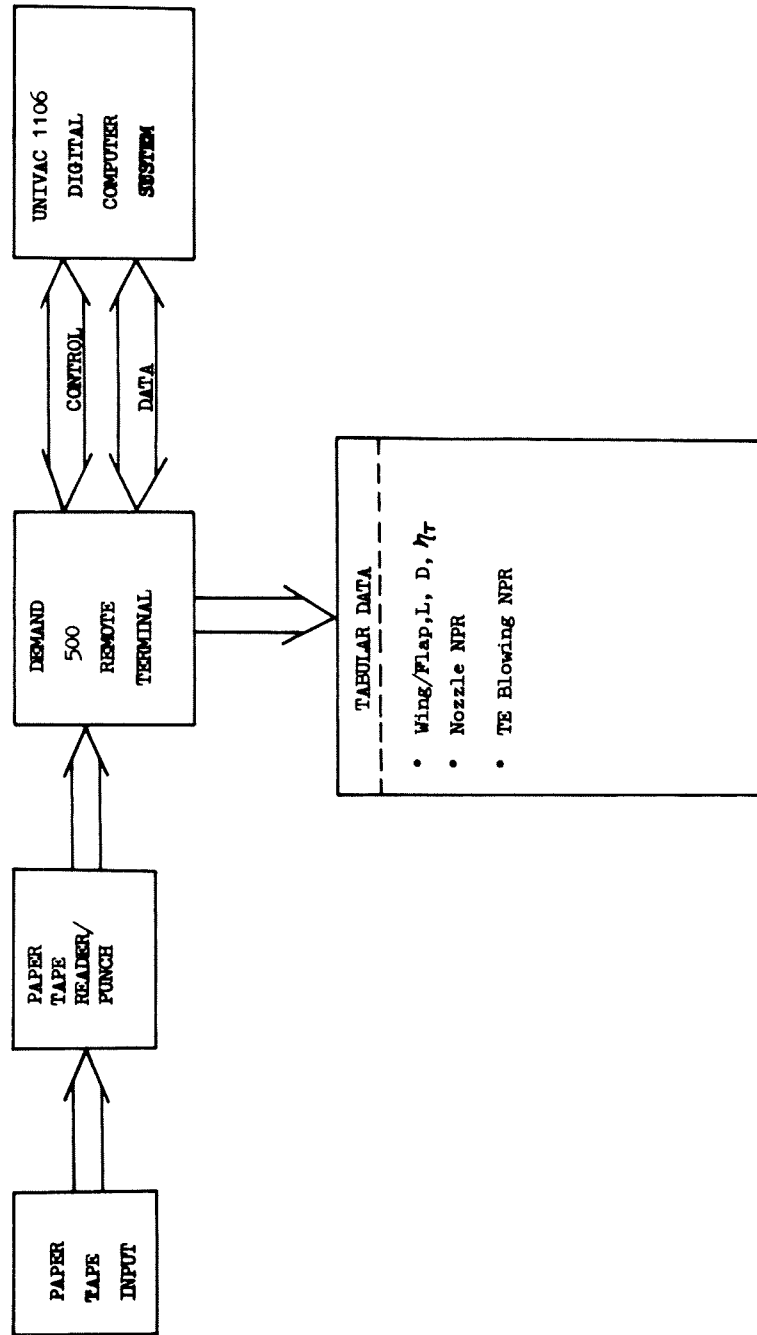 PAPER
TAPE
INPUT
PAPER
TAPE
READER/
PUNCH
DEMAND
500
REMOTE
TERMINAL
CONTROL
DATA
UNIVAC 1106
DIGITAL
COMPUTER
SUSTEM
TABULAR DATA
• Wing/Flap,L, D, ηT
• Nozzle NPR
• TE Blowing NPR